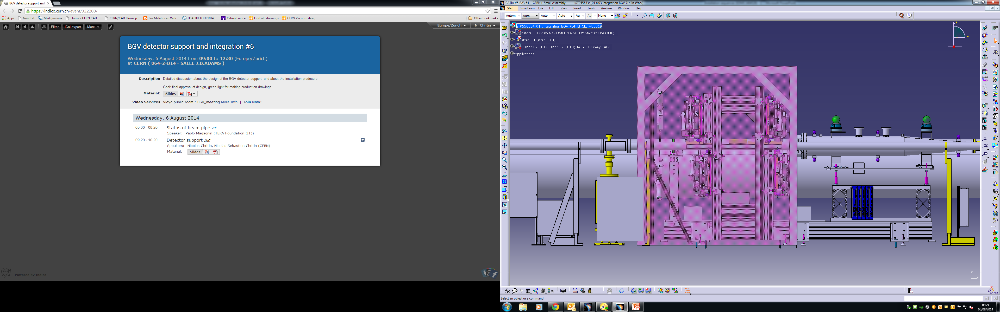 BGV detector support and
https://indico.cern.ch/event/332200/
Apps New Tab Mail gessiens Home - CERN CAD ... CERN/CAD Home p... Les Malatini en Vadr... USABIKETOUR2014 |... Yahoo France Find old drawings CERN Vacuum desig... Other bookmarks
Filter iCal export More Europe/Zurich N. Chritin
BGV detector support and integration #6
Wednesday, 6 August 2014 from 09:00 to 12:30 (Europe/Zurich)
at CERN ( 864-2-B14 - SALLE J.B.ADAMS )
Description Detailed discussion about the design of the BGV detector support and about the installation prodecure.
Goal: final approval of design, green light for making production drawings.
Material: Slides
Video Services Vidyo public room : BGV_meeting More Info | Join Now!
Wednesday, 6 August 2014
09:00 - 09:20 Status of beam pipe 20'
Speaker: Paolo Magagnin (TERA Foundation (IT))
09:20 - 10:20 Detector support 1h0'
Speakers: Nicolas Chritin, Nicolas Sebastien Chritin (CERN)
Material: Slides
Powered by Indico
CATIA V5 R23 64 - CERN : Small Assembly - - - [ST0556334_01 a.03 Integration BGV 7L4 In Work]
Start SmarTeam File Edit View Insert Tools Analyze Window Help
Autom. Auto Auto Auto Aut Aut None
ST0556334_01 Integration BGV 7L4 LHCLJ_4U0019
before LS1 (View 632 DMU 7L4 STUDY Start at Closest IP)
after LS1 (after LS1.1)
ST0559020_01 (ST0559020_01.1) 1407 Fil survey C4L7
Applications
z
x
y
ABC
z
y
f(x)
CATIA
Select an object or a command
08:24
06/08/2014